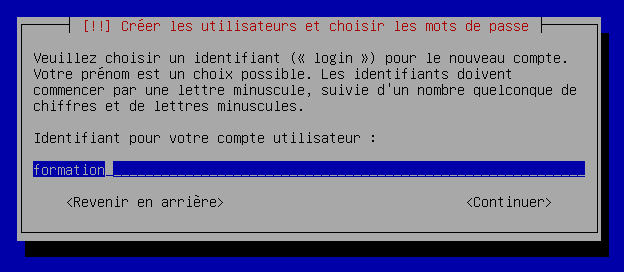 [!!] Créer les utilisateurs et choisir les mots de passe
Veuillez choisir un identifiant (« login ») pour le nouveau compte.
Votre prénom est un choix possible. Les identifiants doivent
commencer par une lettre minuscule, suivie d'un nombre quelconque de
chiffres et de lettres minuscules.
Identifiant pour votre compte utilisateur :
formation
<Revenir en arrière> <Continuer>